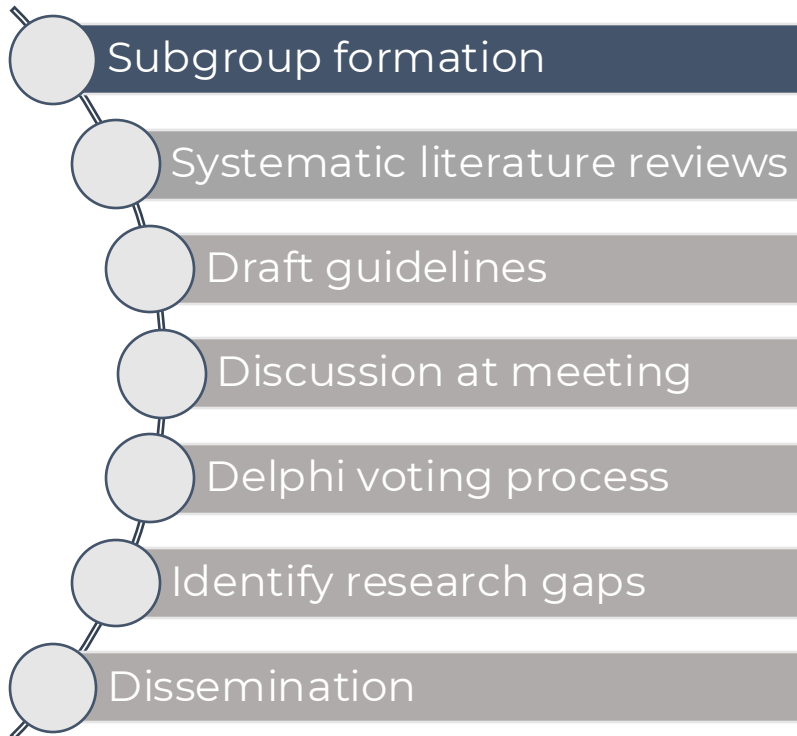 Subgroup formation
Systematic literature reviews
Draft guidelines
Discussion at meeting
Delphi voting process
Identify research gaps
Dissemination